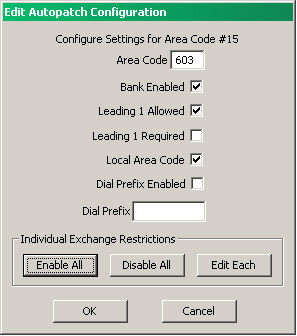 Edit Autopatch Configuration
Configure Settings for Area Code #15
Area Code 603
Bank Enabled
Leading 1 Allowed
Leading 1 Required
Local Area Code
Dial Prefix Enabled
Dial Prefix
Individual Exchange Restrictions
Enable All Disable All Edit Each
OK Cancel